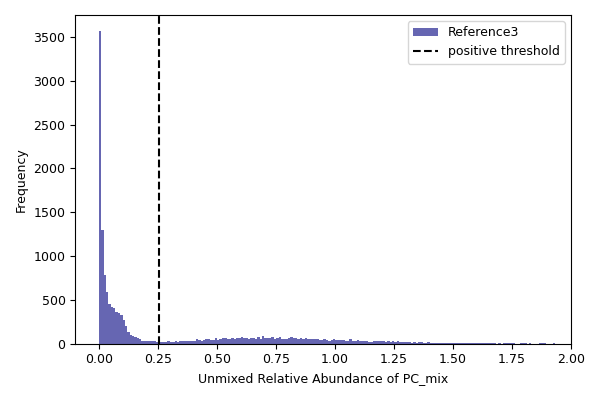 Reference3
positive threshold
3500
3000
2500
2000
1500
1000
500
0
Frequency
0.00 0.25 0.50 0.75 1.00 1.25 1.50 1.75 2.00
Unmixed Relative Abundance of PC_mix